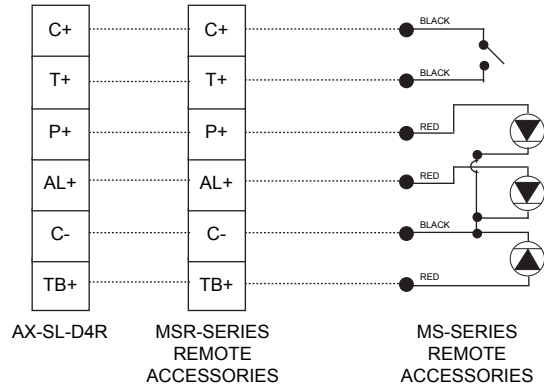 C+ C+ BLACK
T+ T+ BLACK
P+ P+ RED
AL+ AL+ RED
C- C- BLACK
TB+ TB+ RED
AX-SL-D4R MSR-SERIES MS-SERIES
REMOTE REMOTE
ACCESSORIES ACCESSORIES